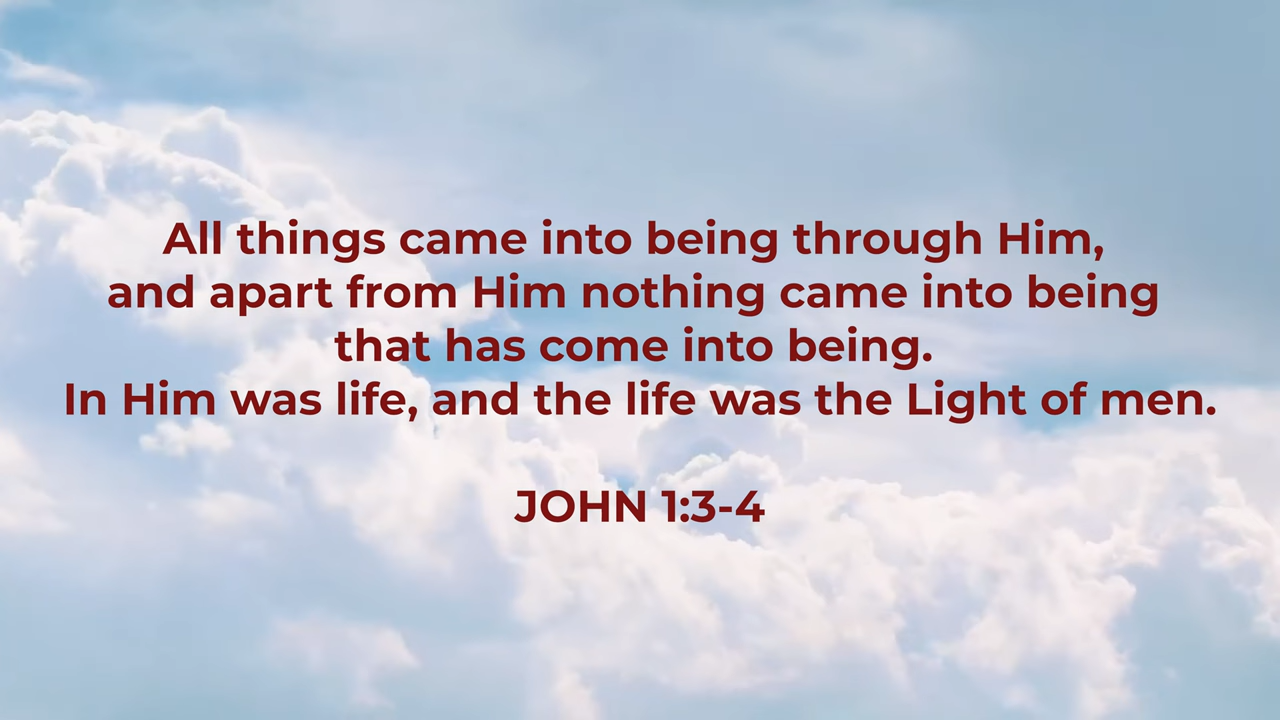 All things came into being through Him,
and apart from Him nothing came into being
that has come into being.
In Him was life, and the life was the Light of men.
JOHN 1:3-4